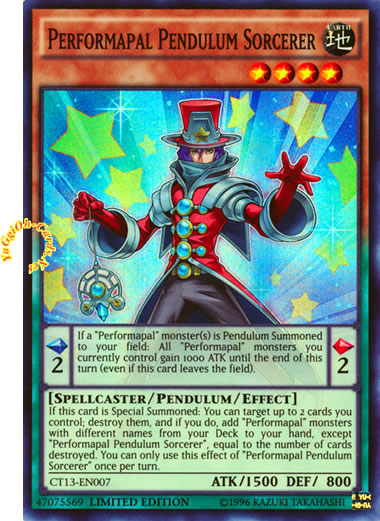 PERFORMAPAL PENDULUM SORCERER
EARTH
地
YuGiOh-Cards.Net
If a "Performapal" monster(s) is Pendulum Summoned
to your field: All "Performapal" monsters you
currently control gain 1000 ATK until the end of this
turn (even if this card leaves the field).
2
2
[SPELLCASTER/PENDULUM/EFFECT]
If this card is Special Summoned: You can target up to 2 cards you
control; destroy them, and if you do, add "Performapal" monsters
with different names from your Deck to your hand, except
"Performapal Pendulum Sorcerer", equal to the number of cards
destroyed. You can only use this effect of "Performapal Pendulum
Sorcerer" once per turn.
CT13-EN007
ATK/1500 DEF/ 800
47075569 LIMITED EDITION
©1996 KAZUKI TAKAHASHI